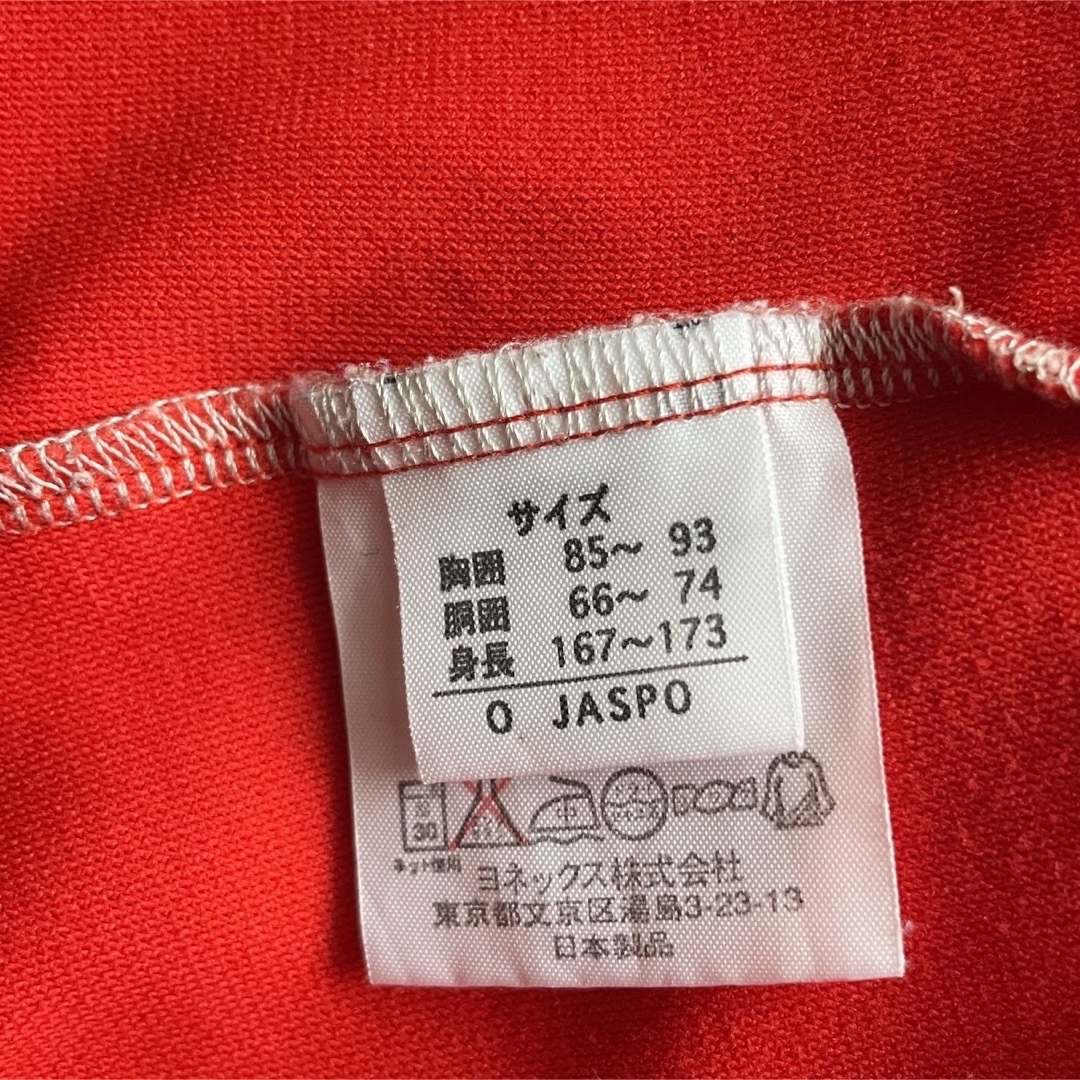 サイズ
胸囲 85～ 93
胴囲 66～ 74
身長 167～173
O JASPO
30
ネット使用
ヨネックス株式会社
東京都文京区湯島3-23-13
日本製品